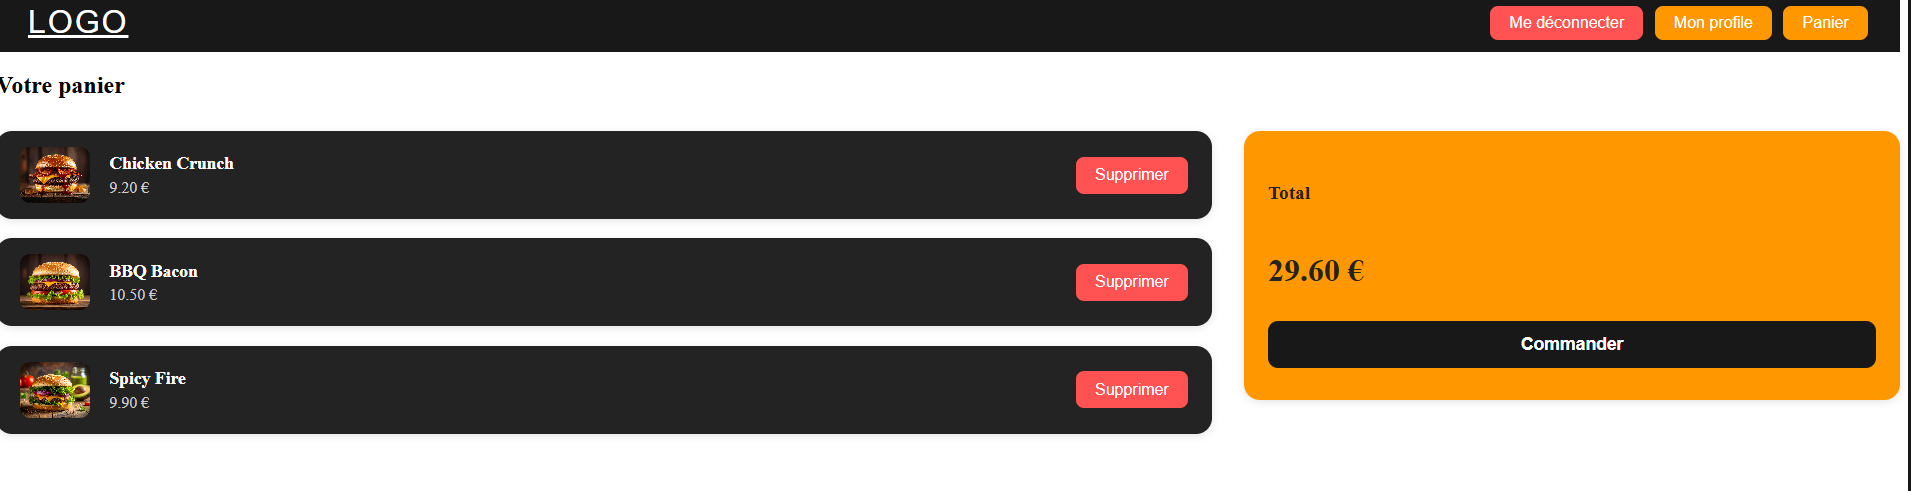 LOGO
Me déconnecter
Mon profile
Panier
Votre panier
Chicken Crunch
9.20 €
Supprimer
BBQ Bacon
10.50 €
Supprimer
Spicy Fire
9.90 €
Supprimer
Total
29.60 €
Commander